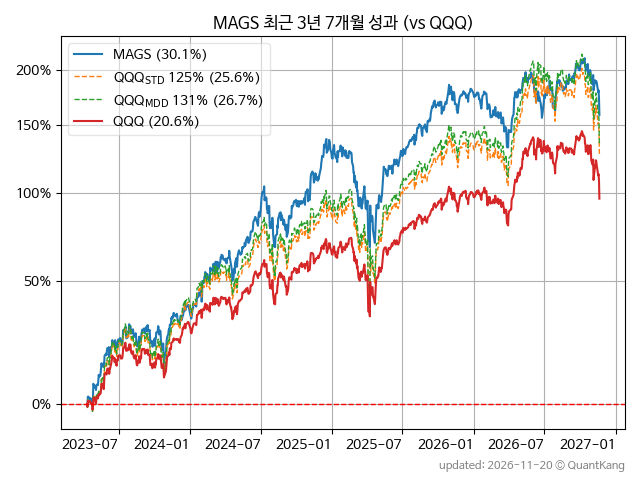 MAGS 최근 3년 7개월 성과 (vs QQQ)
MAGS (30.1%)
QQQSTD 125% (25.6%)
QQQMDD 131% (26.7%)
QQQ (20.6%)
200%
150%
100%
50%
0%
2023-07 2024-01 2024-07 2025-01 2025-07 2026-01 2026-07 2027-01
updated: 2026-11-20 © QuantKang